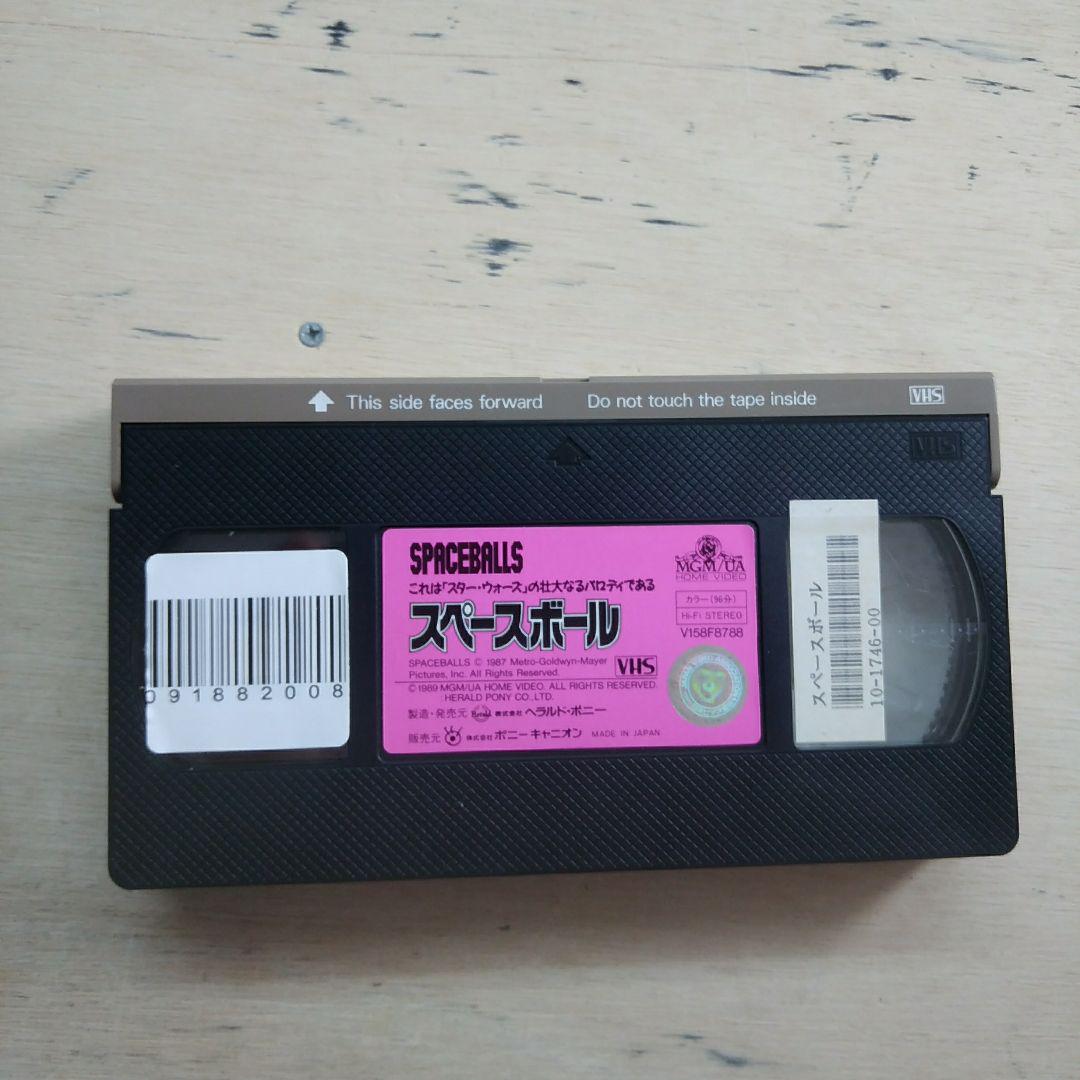 This side faces forward Do not touch the tape inside VHS
VHS
SPACEBALLS
これは「スター・ウォーズ」の壮大なるパロディである
スペースボール
SPACEBALLS © 1987 Metro-Goldwyn-Mayer
Pictures, Inc. All Rights Reserved.
VHS
© 1989 MGM/UA HOME VIDEO. ALL RIGHTS RESERVED.
HERALD PONY CO., LTD.
製造・発売元 株式会社 ヘラルド・ポニー
販売元 株式会社 ポニーキャニオン MADE IN JAPAN
MGM/UA
HOME VIDEO
カラー(96分)
Hi-Fi STEREO
V158F8788
091882008
スペースボール
10-1746-00